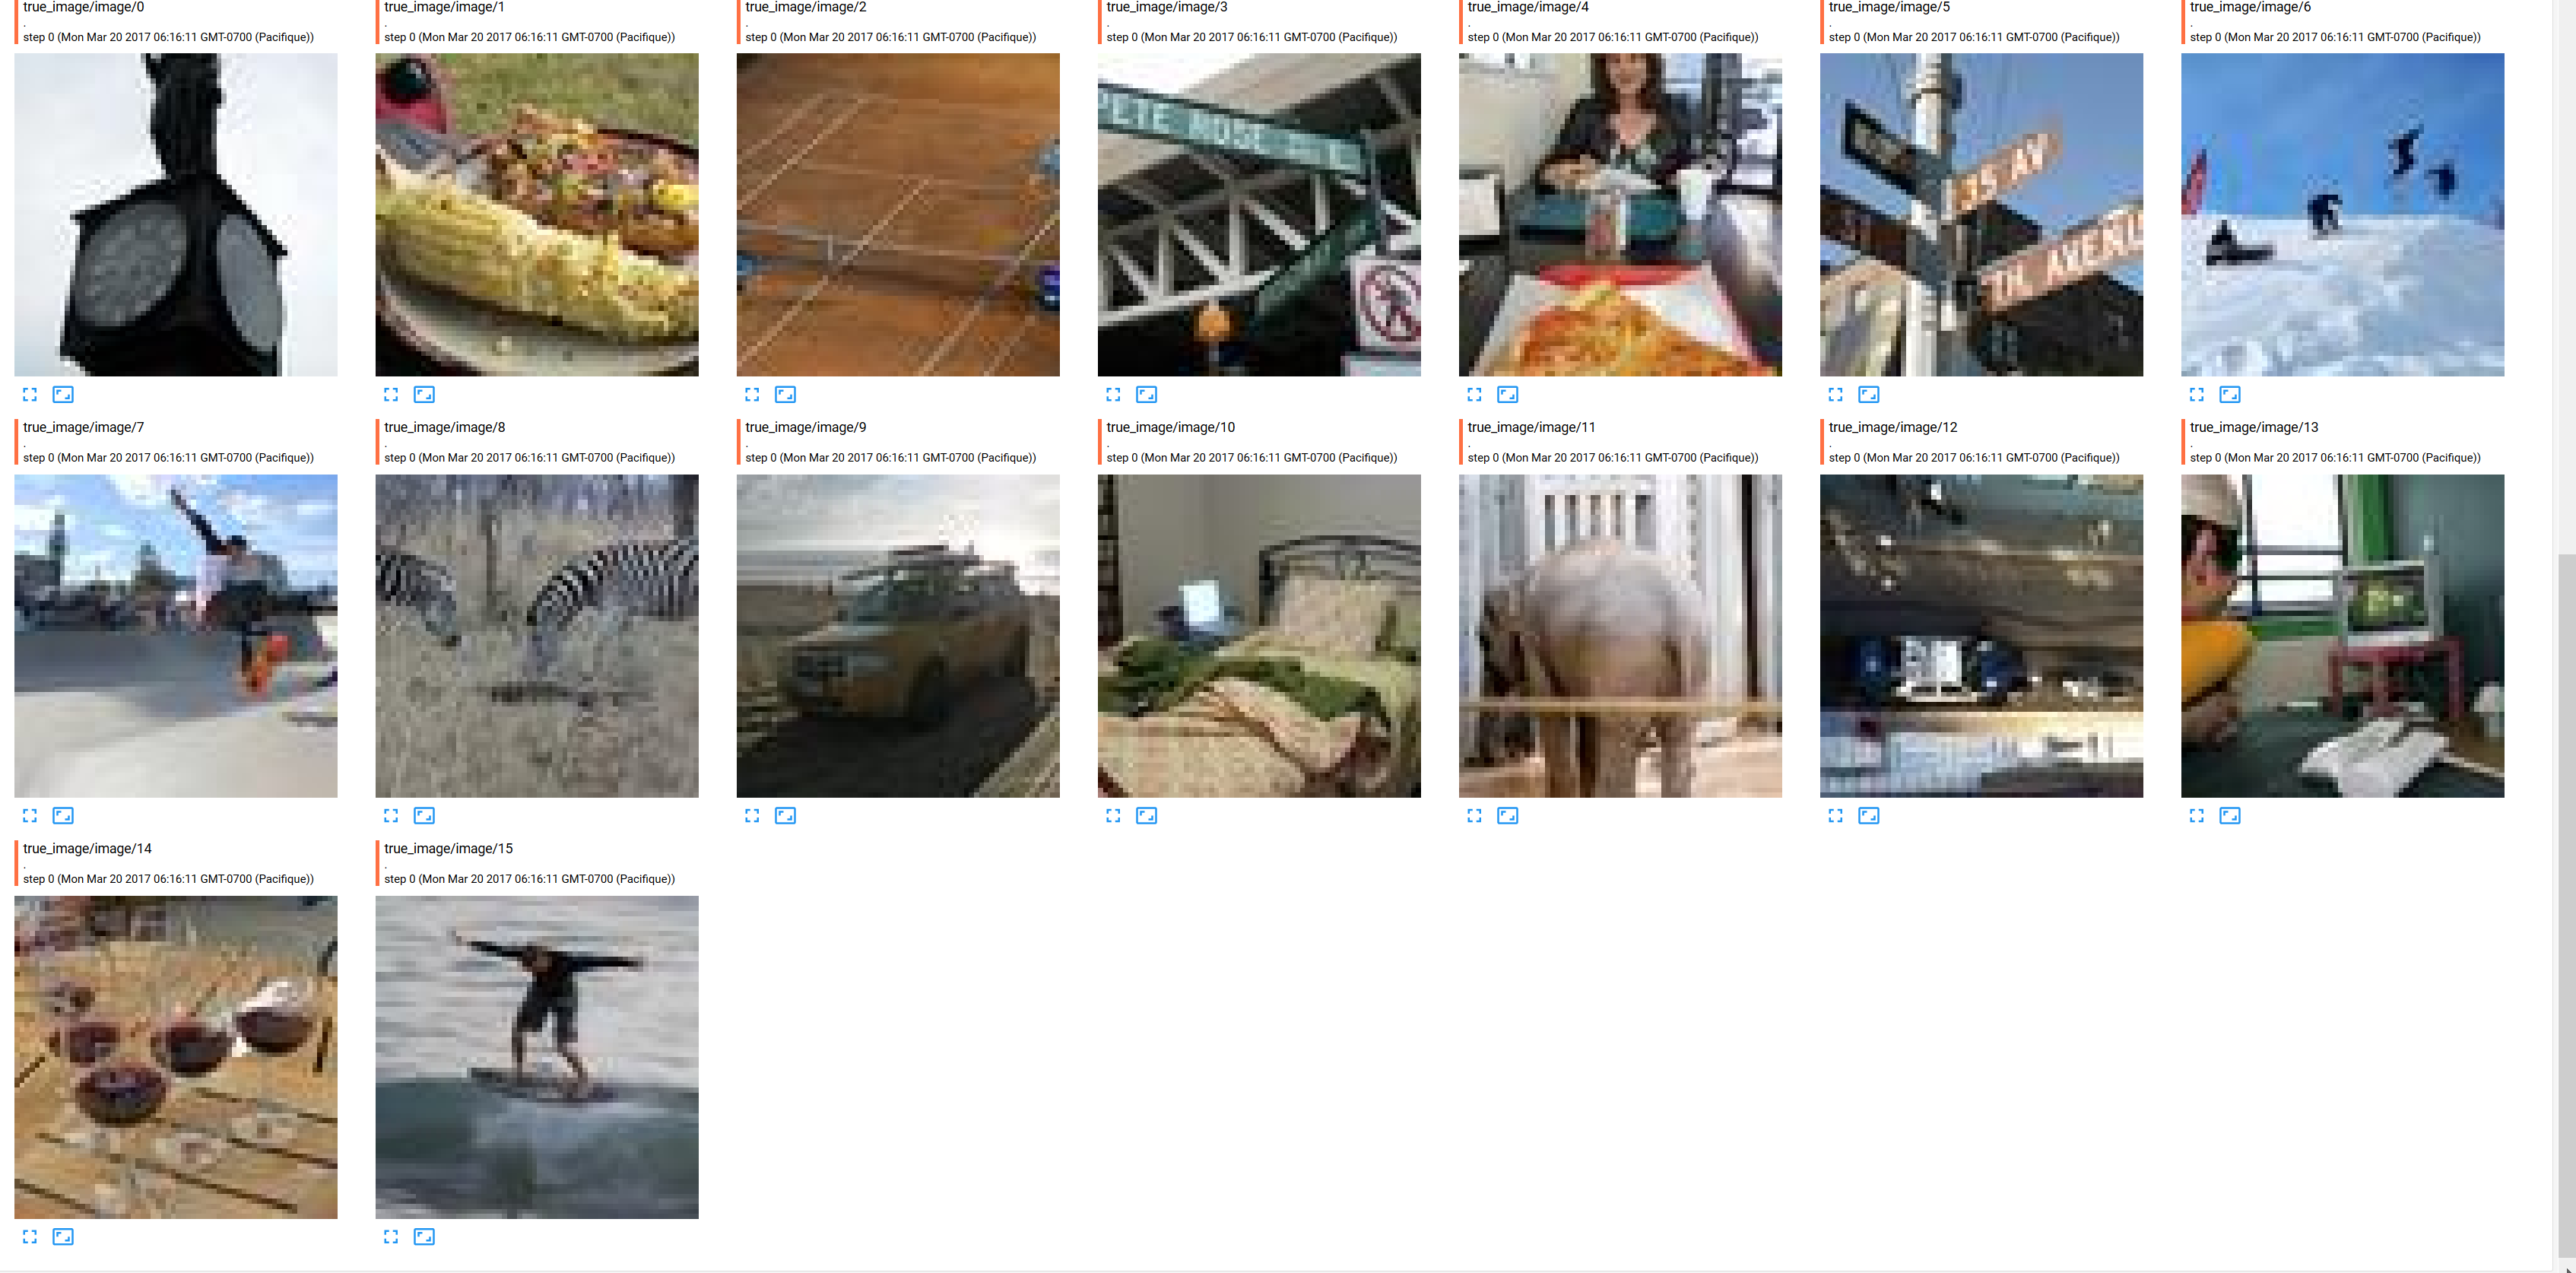 true_image/image/0
.
step 0 (Mon Mar 20 2017 06:16:11 GMT-0700 (Pacifique))
true_image/image/1
.
step 0 (Mon Mar 20 2017 06:16:11 GMT-0700 (Pacifique))
true_image/image/2
.
step 0 (Mon Mar 20 2017 06:16:11 GMT-0700 (Pacifique))
true_image/image/3
.
step 0 (Mon Mar 20 2017 06:16:11 GMT-0700 (Pacifique))
true_image/image/4
.
step 0 (Mon Mar 20 2017 06:16:11 GMT-0700 (Pacifique))
true_image/image/5
.
step 0 (Mon Mar 20 2017 06:16:11 GMT-0700 (Pacifique))
true_image/image/6
.
step 0 (Mon Mar 20 2017 06:16:11 GMT-0700 (Pacifique))
AV
true_image/image/7
.
step 0 (Mon Mar 20 2017 06:16:11 GMT-0700 (Pacifique))
true_image/image/8
.
step 0 (Mon Mar 20 2017 06:16:11 GMT-0700 (Pacifique))
true_image/image/9
.
step 0 (Mon Mar 20 2017 06:16:11 GMT-0700 (Pacifique))
true_image/image/10
.
step 0 (Mon Mar 20 2017 06:16:11 GMT-0700 (Pacifique))
true_image/image/11
.
step 0 (Mon Mar 20 2017 06:16:11 GMT-0700 (Pacifique))
true_image/image/12
.
step 0 (Mon Mar 20 2017 06:16:11 GMT-0700 (Pacifique))
true_image/image/13
.
step 0 (Mon Mar 20 2017 06:16:11 GMT-0700 (Pacifique))
true_image/image/14
.
step 0 (Mon Mar 20 2017 06:16:11 GMT-0700 (Pacifique))
true_image/image/15
.
step 0 (Mon Mar 20 2017 06:16:11 GMT-0700 (Pacifique))